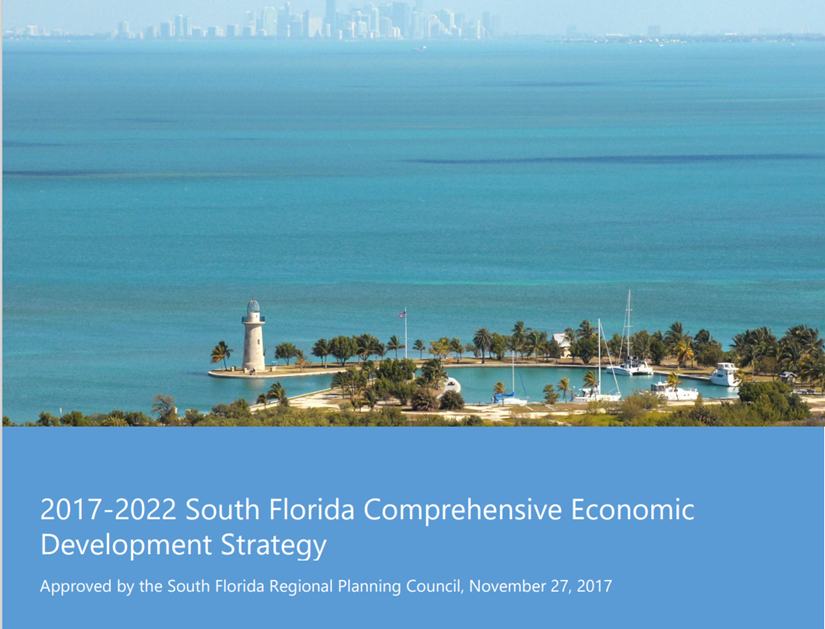 2017-2022 South Florida Comprehensive Economic
Development Strategy
Approved by the South Florida Regional Planning Council, November 27, 2017